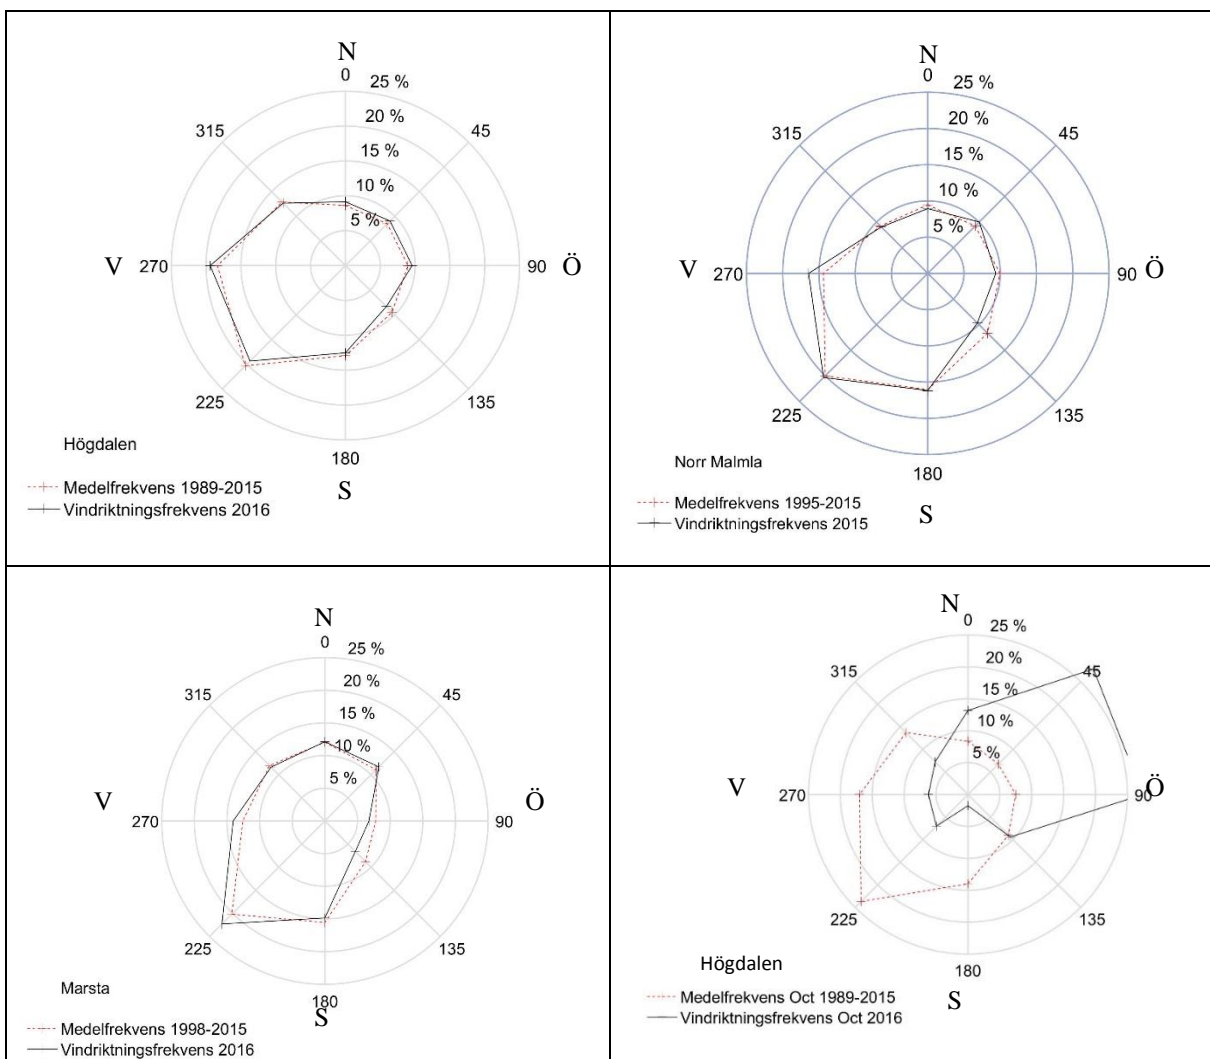 N
0
25 %
20 %
15 %
10 %
5 %
315
45
V
270
90
Ö
225
135
180
S
Högdalen
Medelfrekvens 1989-2015
Vindriktningsfrekvens 2016
N
0
25 %
20 %
15 %
10 %
5 %
315
45
V
270
90
Ö
225
135
180
S
Norr Malmla
Medelfrekvens 1995-2015
Vindriktningsfrekvens 2015
N
0
25 %
20 %
15 %
10 %
5 %
315
45
V
270
90
Ö
225
135
180
S
Marsta
Medelfrekvens 1998-2015
Vindriktningsfrekvens 2016
N
0
25 %
20 %
15 %
10 %
5 %
315
45
V
270
90
Ö
225
135
180
S
Högdalen
Medelfrekvens Oct 1989-2015
Vindriktningsfrekvens Oct 2016